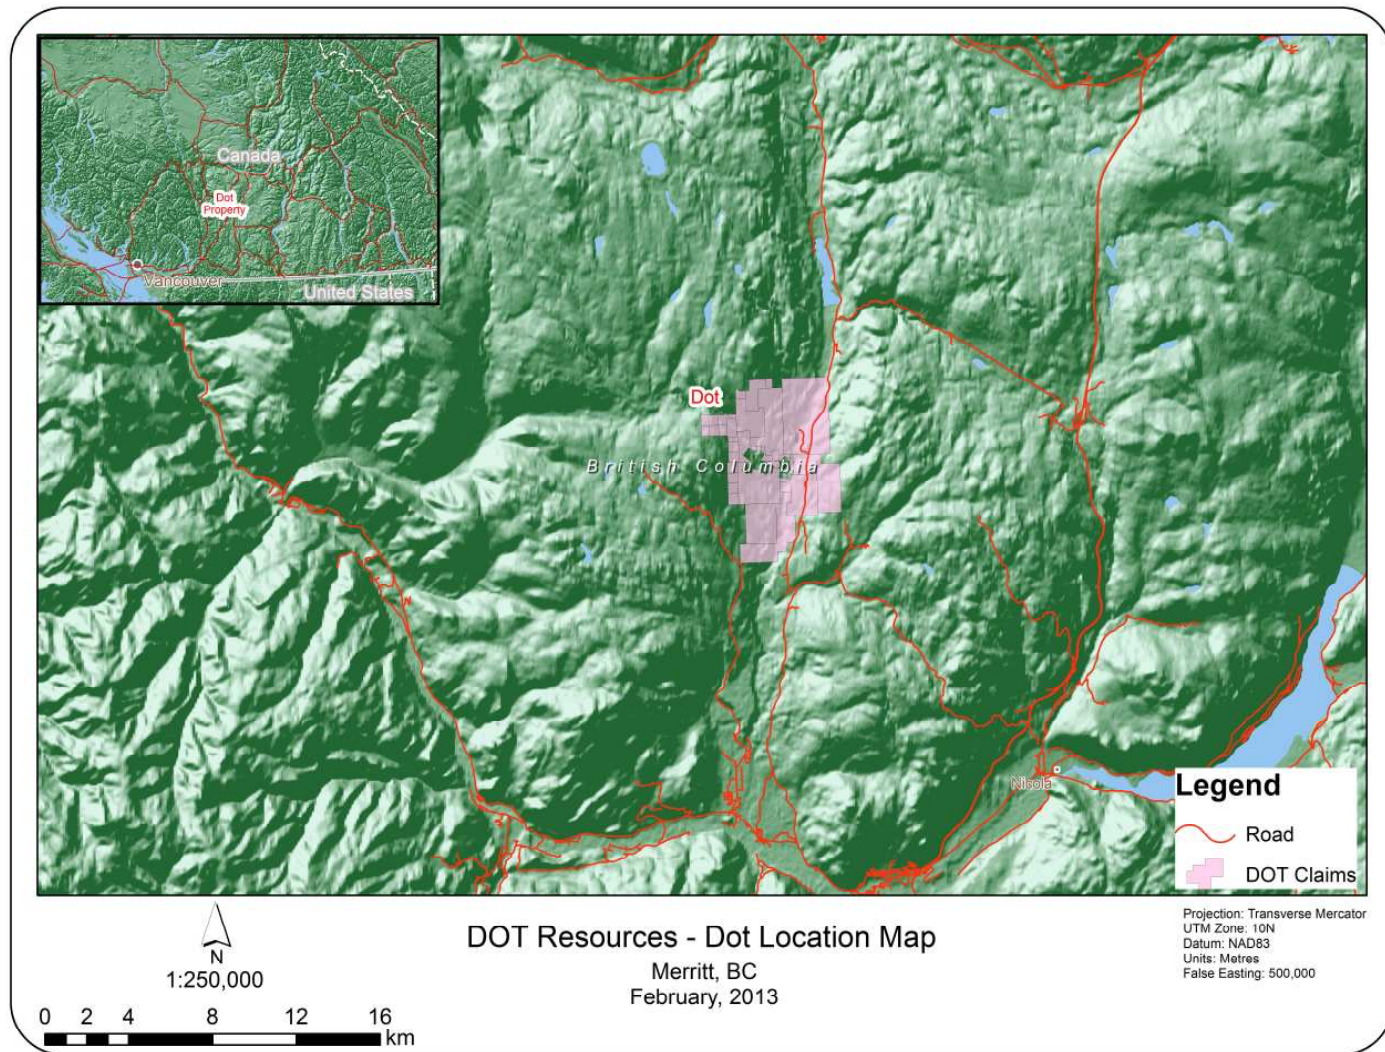 Canada
Dot
Property
Vancouver
United States
Dot
British Columbia
Nicola
Legend
Road
DOT Claims
N
1:250,000
0 2 4 8 12 16
km
DOT Resources - Dot Location Map
Merritt, BC
February, 2013
Projection: Transverse Mercator
UTM Zone: 10N
Datum: NAD83
Units: Metres
False Easting: 500,000